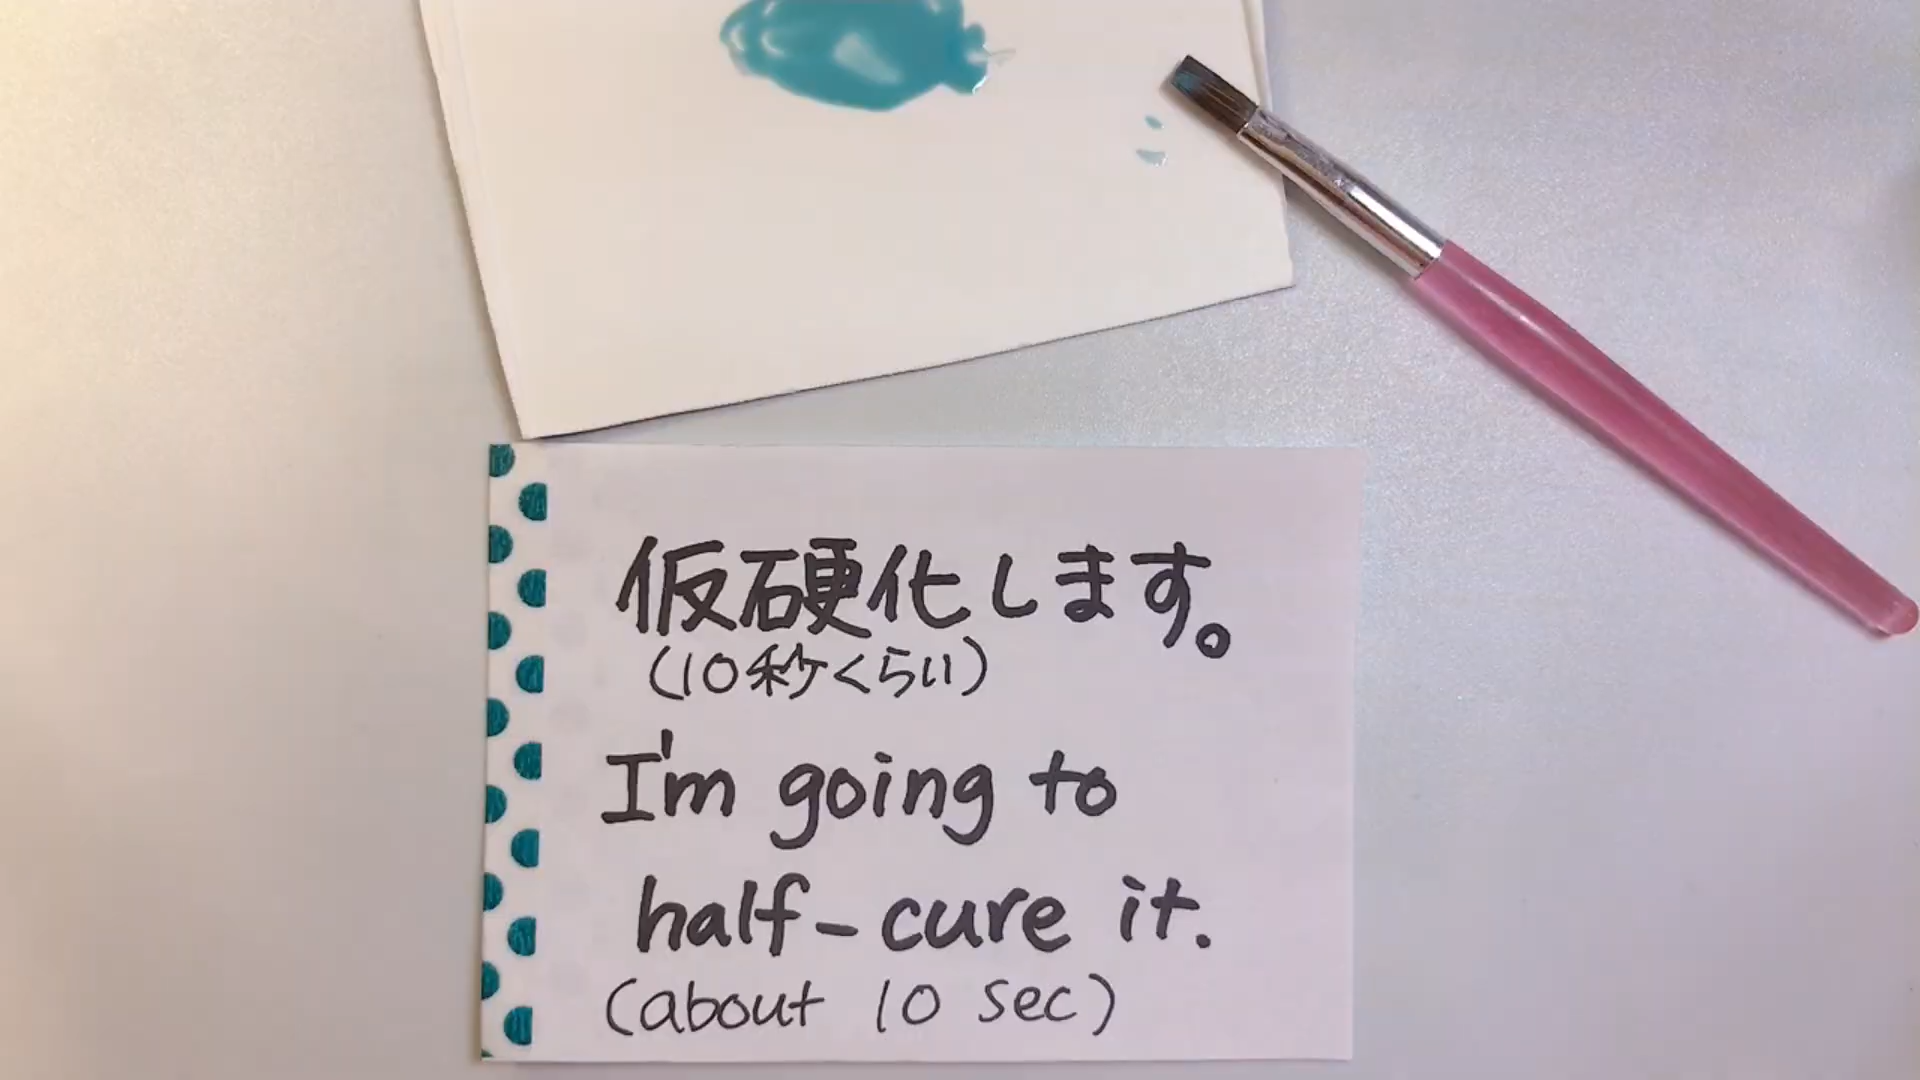 仮硬化します。
(10秒くらい)
I'm going to
half-cure it.
(about 10 sec)